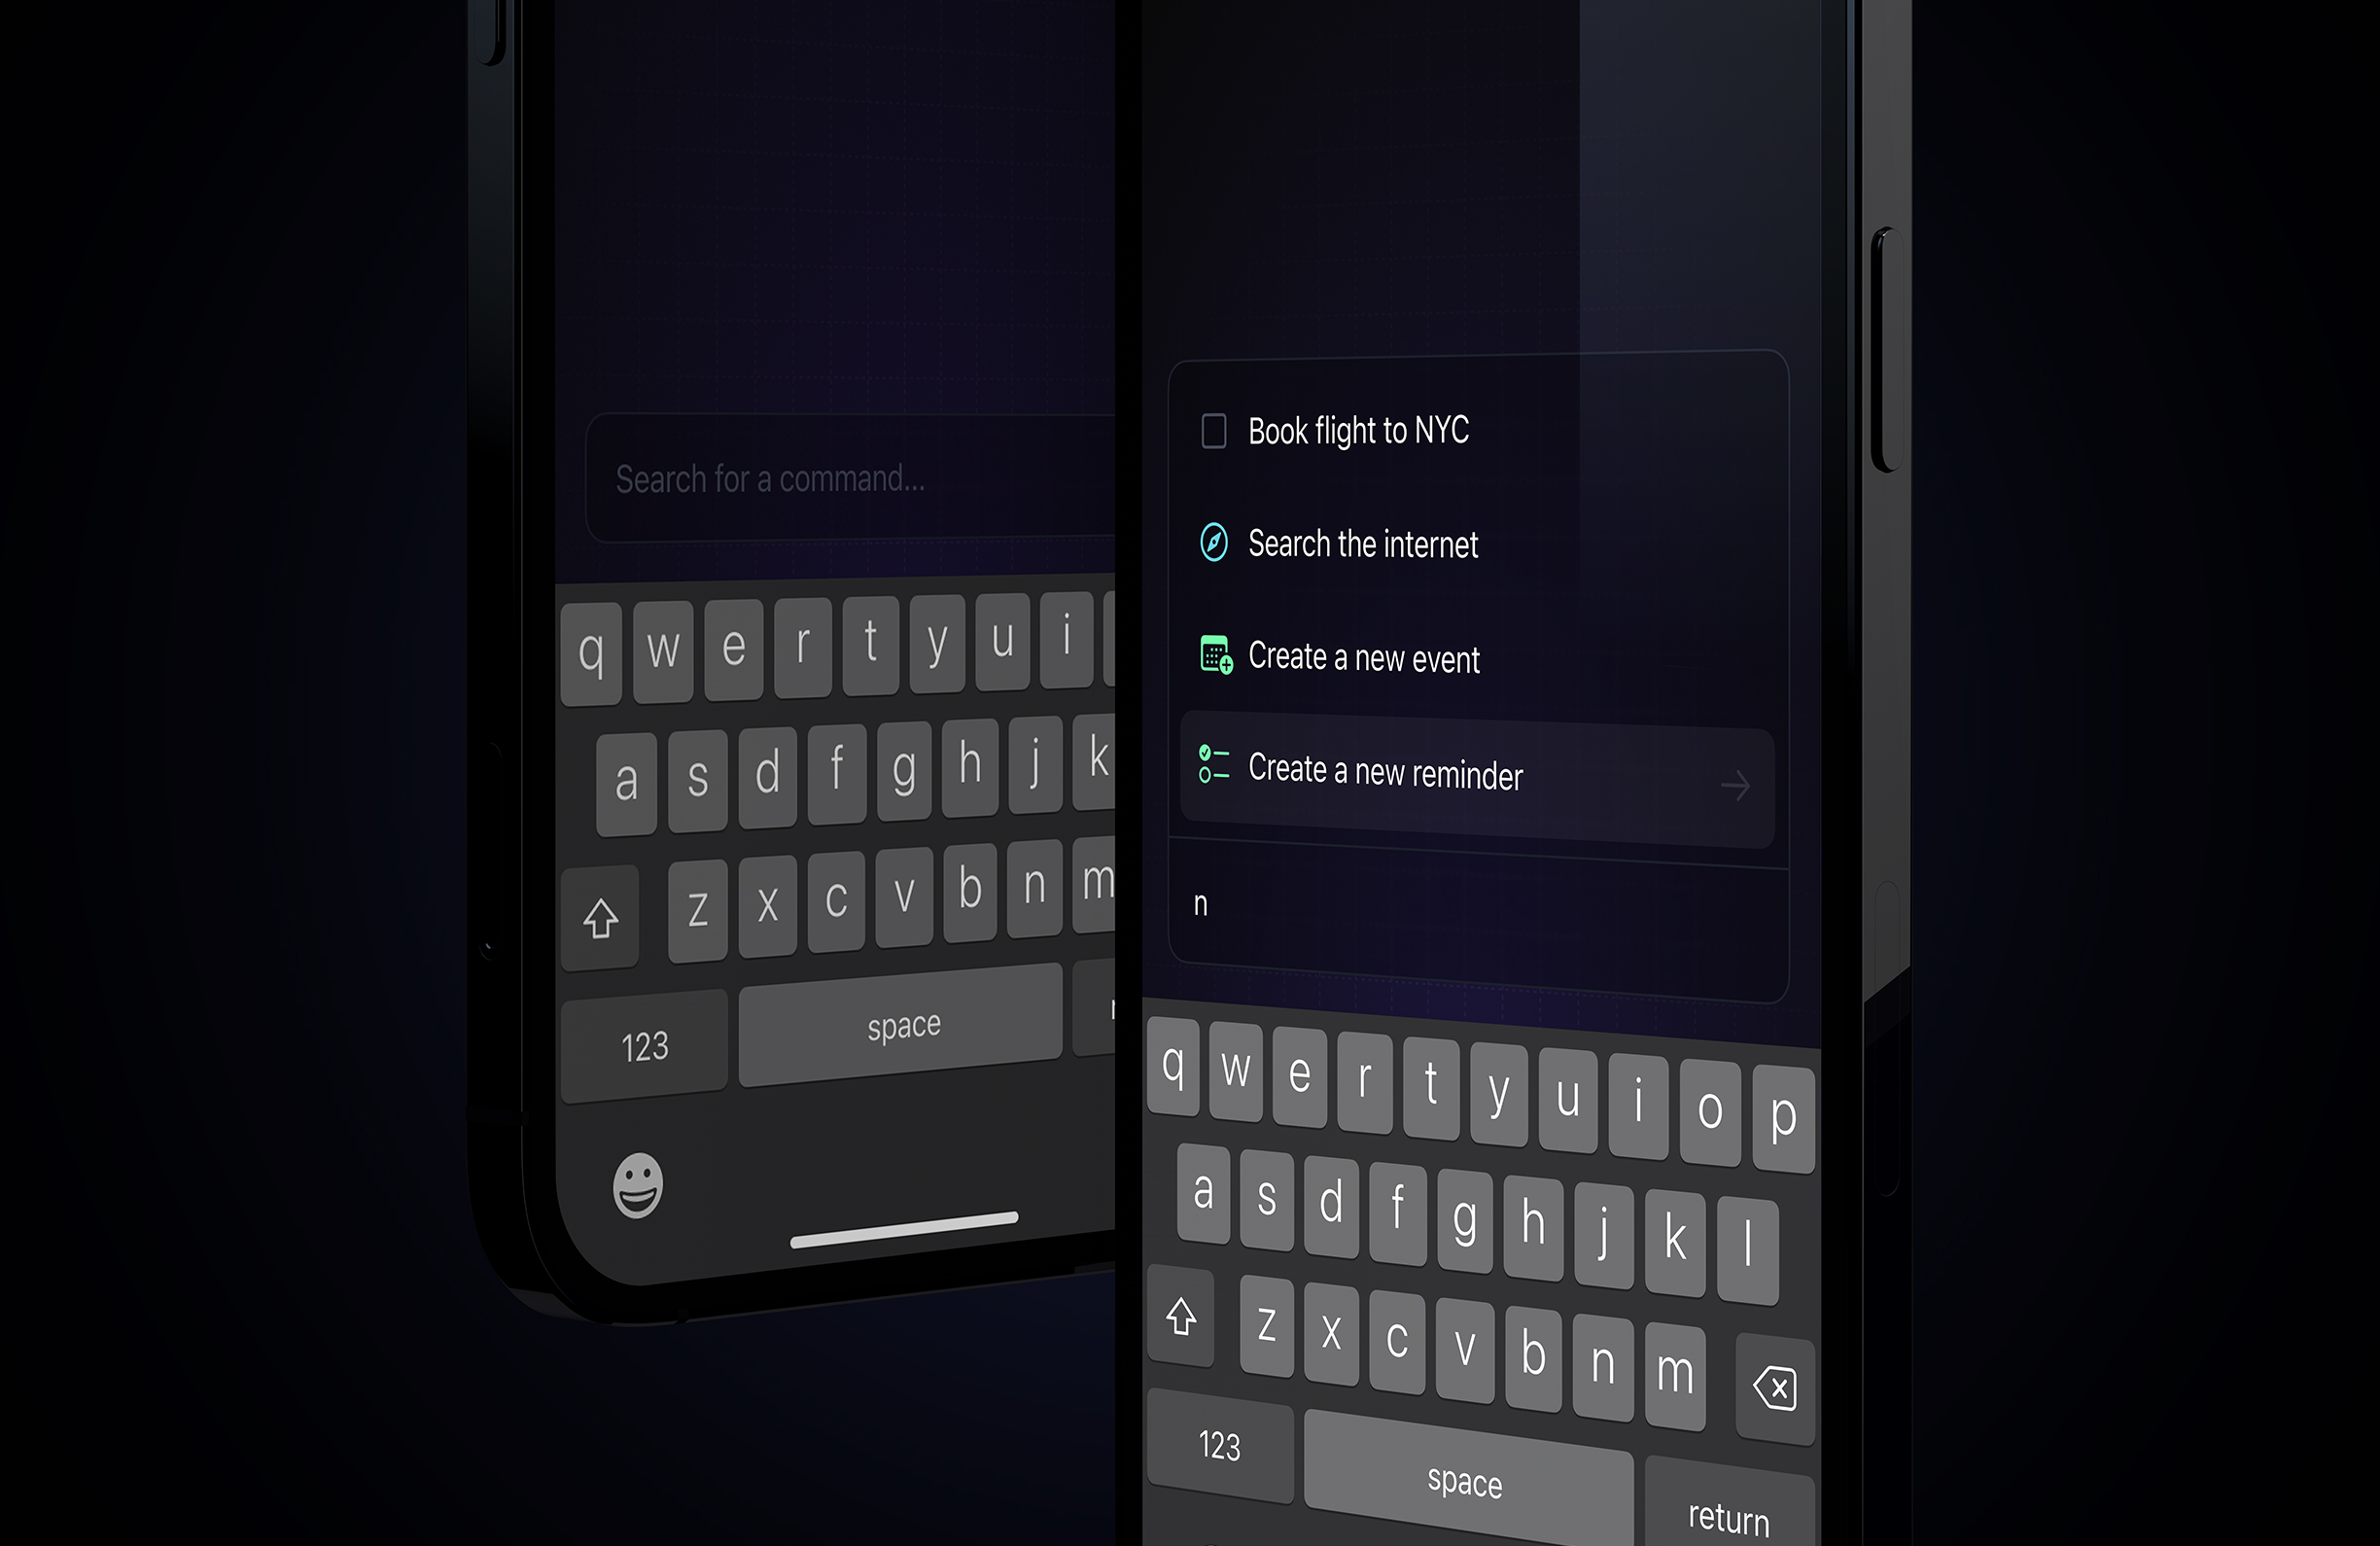 Search for a command...
q w e r t y u i
a s d f g h j k
z x c v b n m
123 space
Book flight to NYC
Search the internet
Create a new event
Create a new reminder
n
q w e r t y u i o p
a s d f g h j k l
z x c v b n m
123 space return